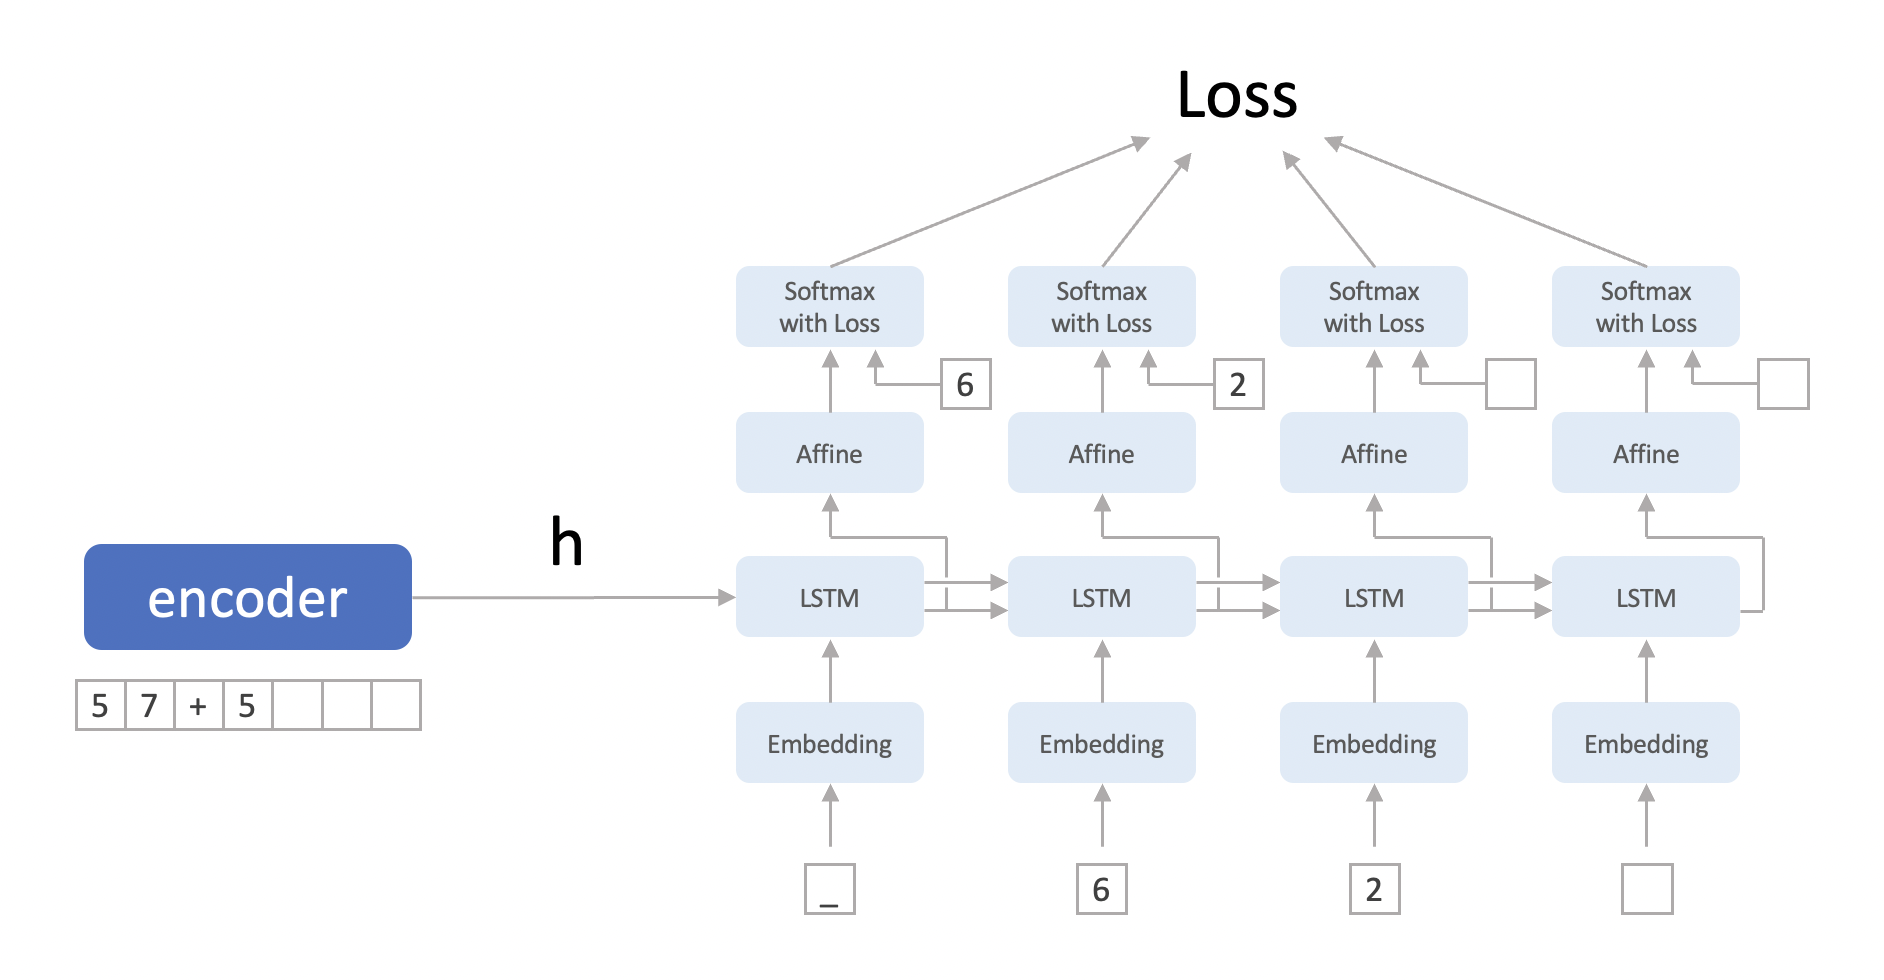 Loss
Softmax
with Loss
Softmax
with Loss
Softmax
with Loss
Softmax
with Loss
6
2
Affine
Affine
Affine
Affine
h
encoder
LSTM
LSTM
LSTM
LSTM
5 7 + 5
Embedding
Embedding
Embedding
Embedding
_
6
2